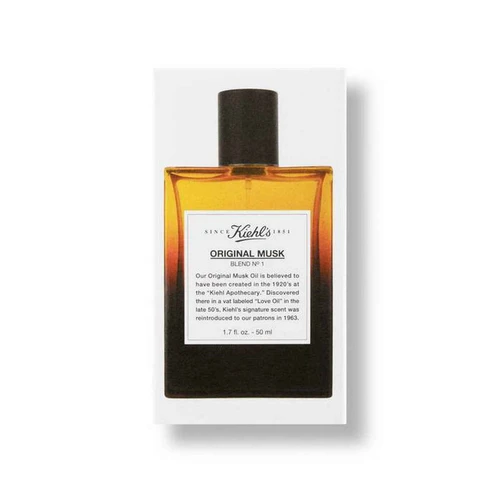 SINCE Kiehl's 1851
ORIGINAL MUSK
BLEND Nº 1
Our Original Musk Oil is believed to
have been created in the 1920's at
the "Kiehl Apothecary." Discovered
there in a vat labeled "Love Oil" in the
late 50's, Kiehl's signature scent was
reintroduced to our patrons in 1963.
1.7 fl. oz. - 50 ml